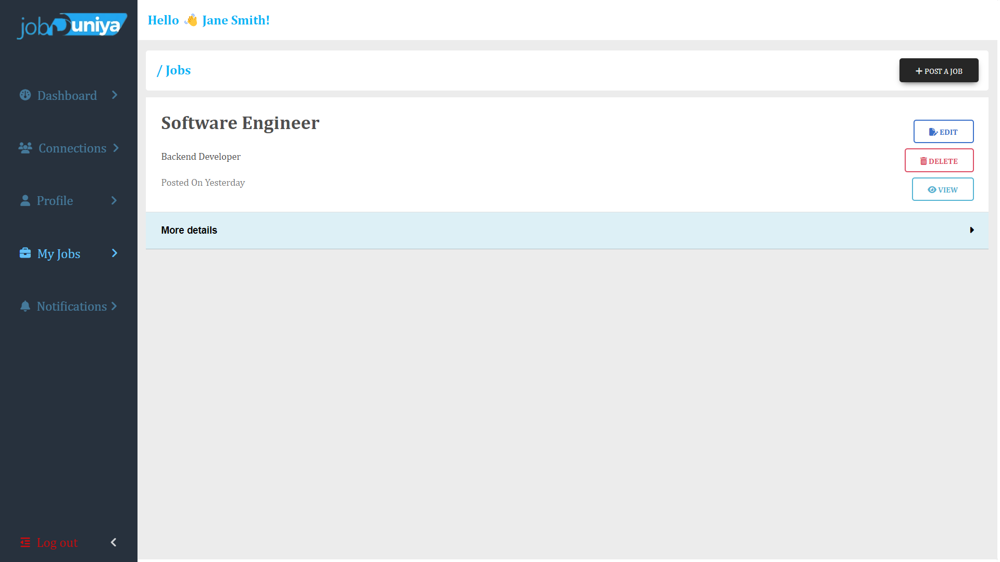 jobDuniya
Hello 👋 Jane Smith!
/ Jobs
POST A JOB
Dashboard
Connections
Profile
My Jobs
Notifications
Log out
Software Engineer
Backend Developer
Posted On Yesterday
EDIT
DELETE
VIEW
More details